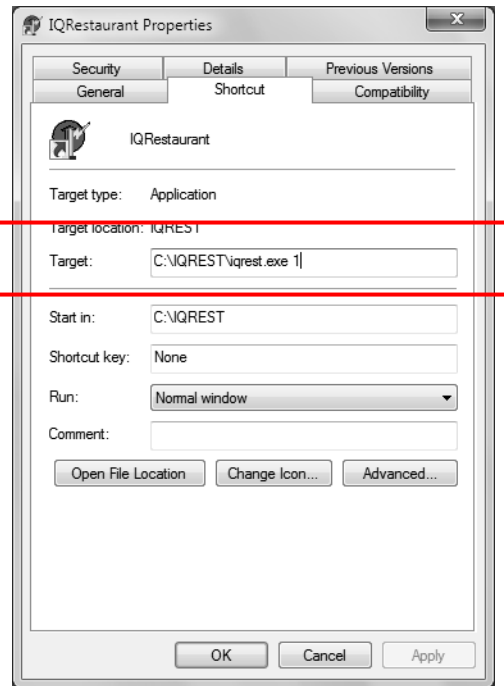 IQRestaurant Properties
x
Security Details Previous Versions
General Shortcut Compatibility
IQRestaurant
Target type: Application
Target location: IQREST
Target: C:\IQREST\iqrest.exe 1
Start in: C:\IQREST
Shortcut key: None
Run: Normal window
Comment:
Open File Location Change Icon... Advanced...
OK Cancel Apply